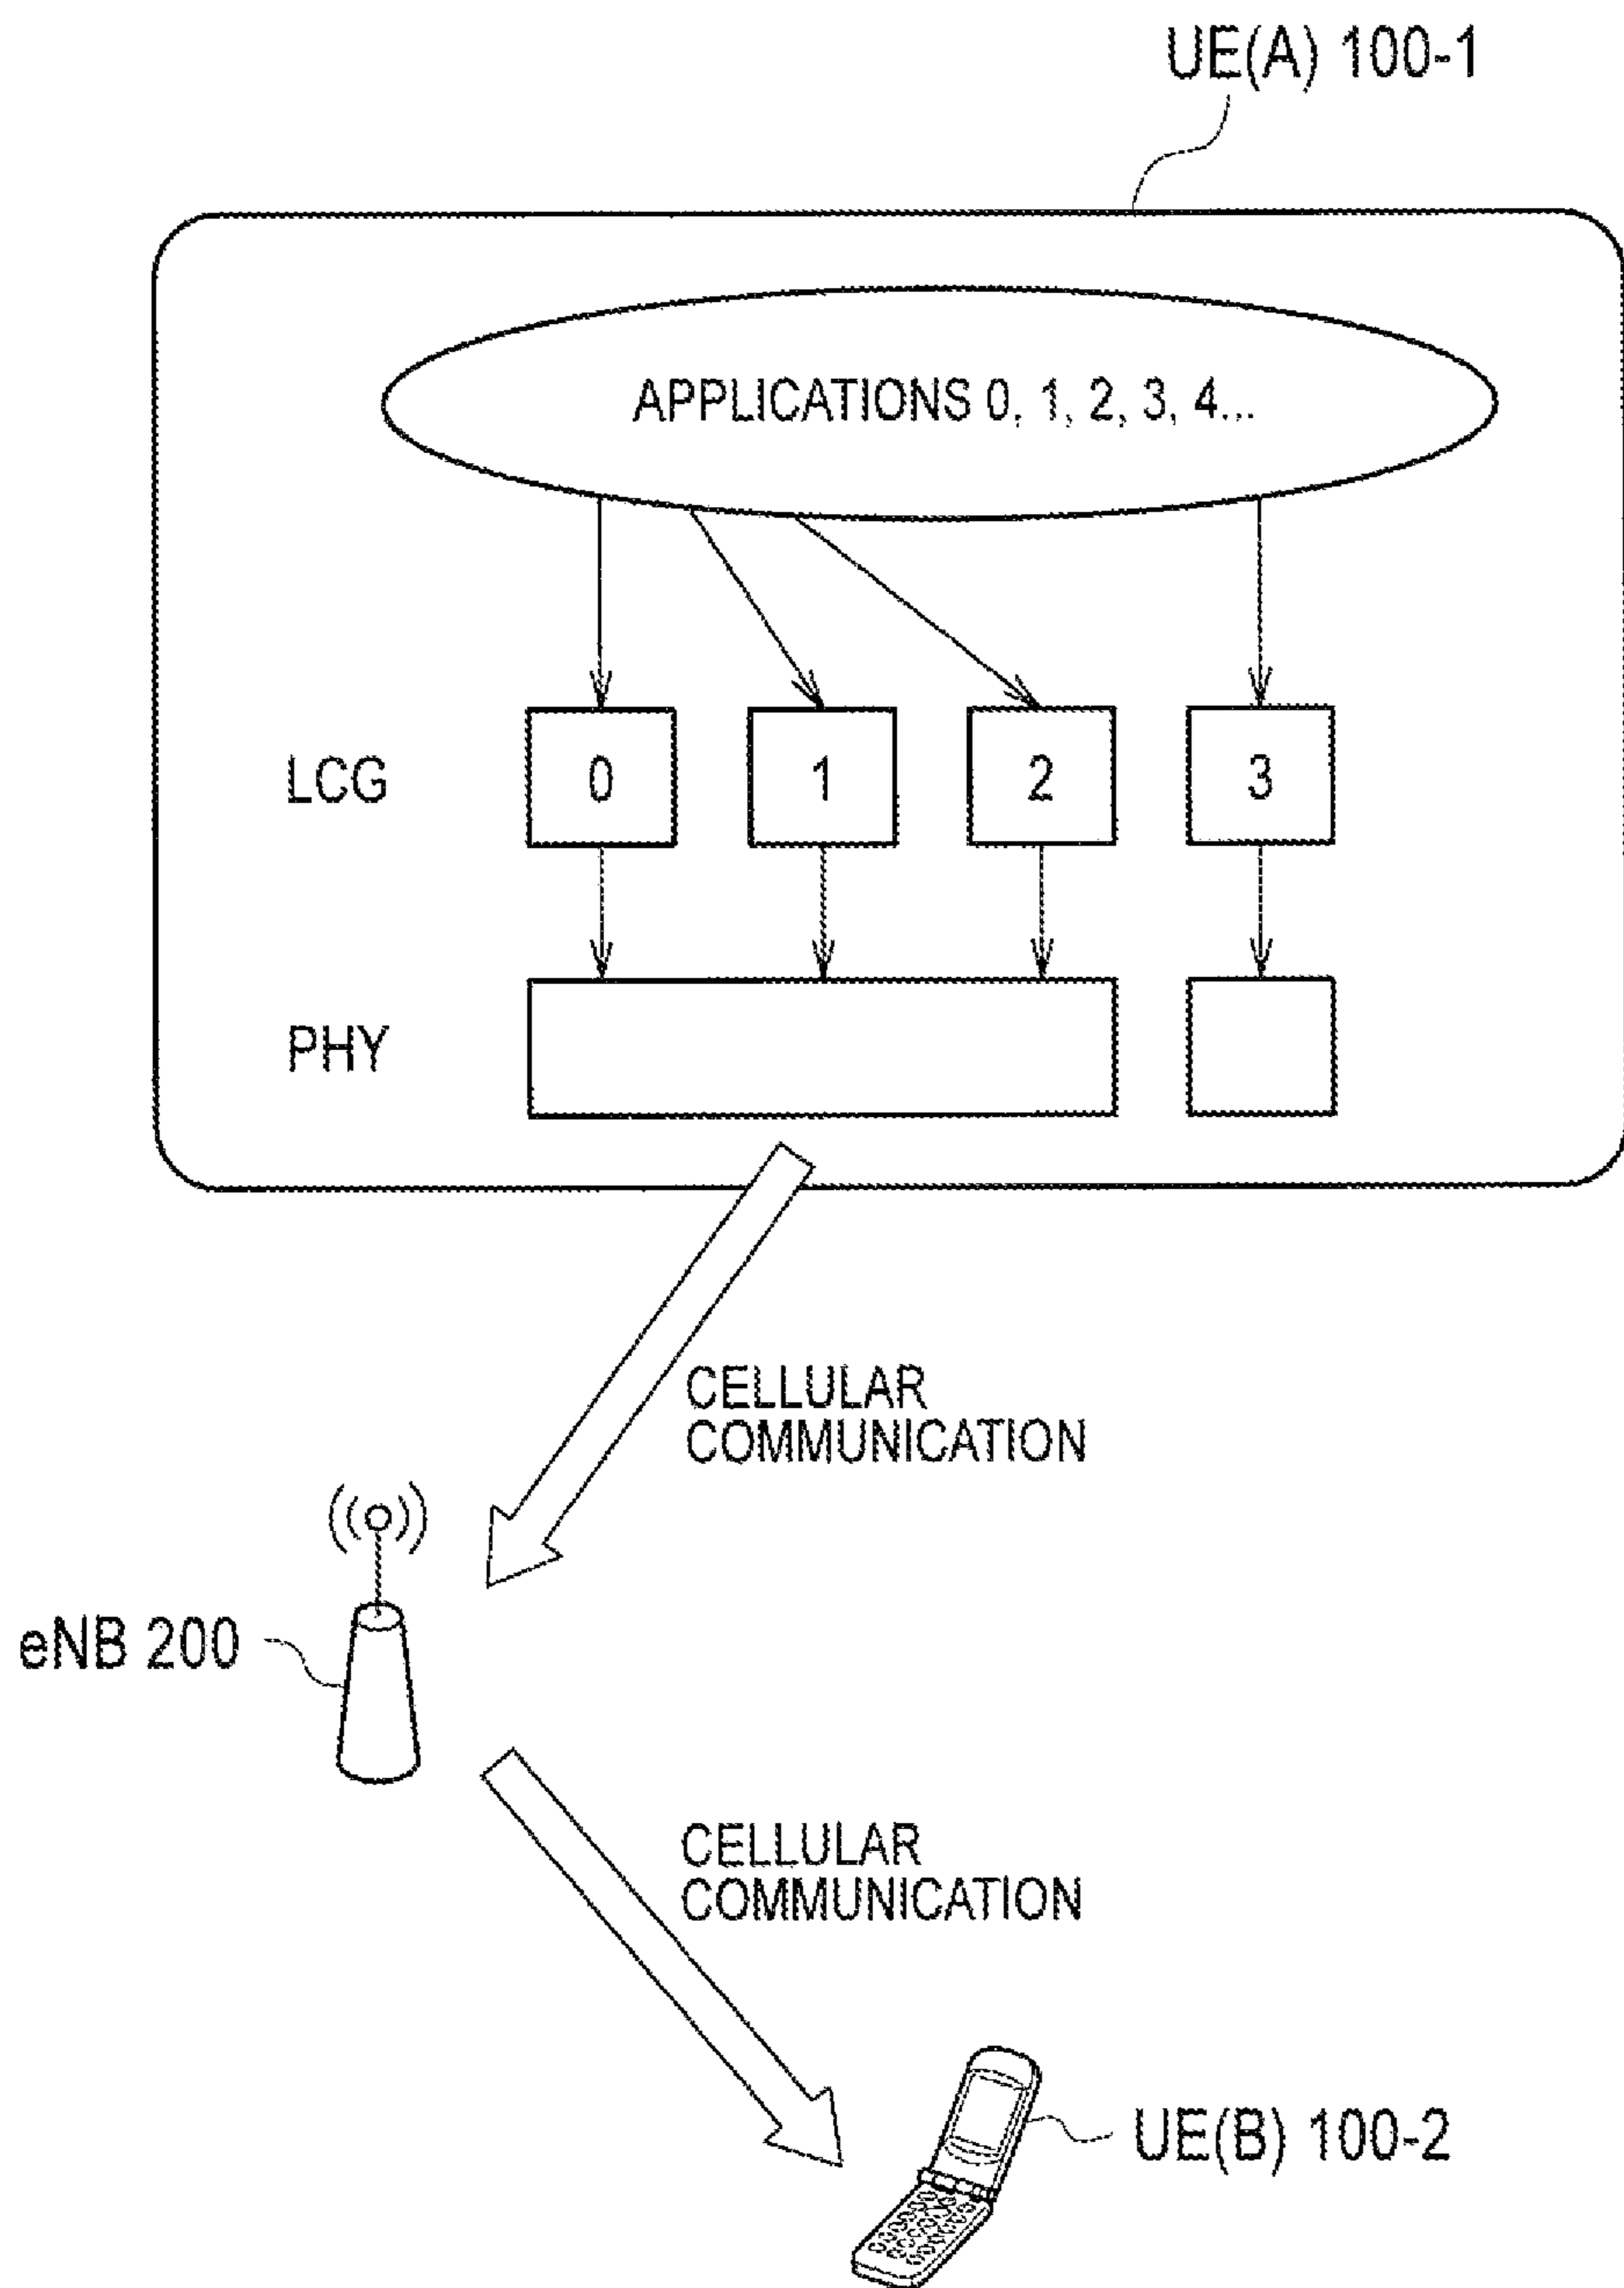 UE(A) 100-1
APPLICATIONS 0, 1, 2, 3, 4...
LCG
0
1
2
3
PHY
CELLULAR
COMMUNICATION
eNB 200
CELLULAR
COMMUNICATION
UE(B) 100-2